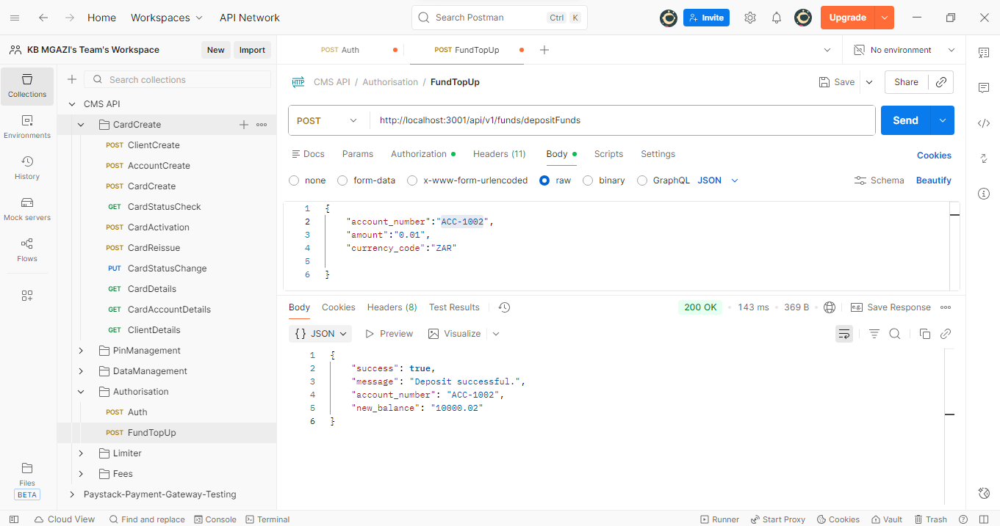 Home Workspaces API Network Search Postman Ctrl K Invite Upgrade
KB MGAZI's Team's Workspace New Import
POST Auth POST FundTopUp No environment
Collections
Environments
History
Mock servers
Flows
Files
BETA
Search collections
CMS API
CardCreate
POST ClientCreate
POST AccountCreate
POST CardCreate
GET CardStatusCheck
POST CardActivation
POST CardReissue
PUT CardStatusChange
GET CardDetails
GET CardAccountDetails
GET ClientDetails
PinManagement
DataManagement
Authorisation
POST Auth
POST FundTopUp
Limiter
Fees
Paystack-Payment-Gateway-Testing
HTTP CMS API / Authorisation / FundTopUp Save Share
POST http://localhost:3001/api/v1/funds/depositFunds Send
Docs Params Authorization Headers (11) Body Scripts Settings Cookies
none form-data x-www-form-urlencoded raw binary GraphQL JSON Schema Beautify
1 {
2 "account_number":"ACC-1002",
3 "amount":"0.01",
4 "currency_code":"ZAR"
5
6 }
Body Cookies Headers (8) Test Results 200 OK 143 ms 369 B e.g. Save Response
{} JSON Preview Visualize
1 {
2 "success": true,
3 "message": "Deposit successful.",
4 "account_number": "ACC-1002",
5 "new_balance": "10000.02"
6 }
Cloud View Find and replace Console Terminal Runner Start Proxy Cookies Vault Trash